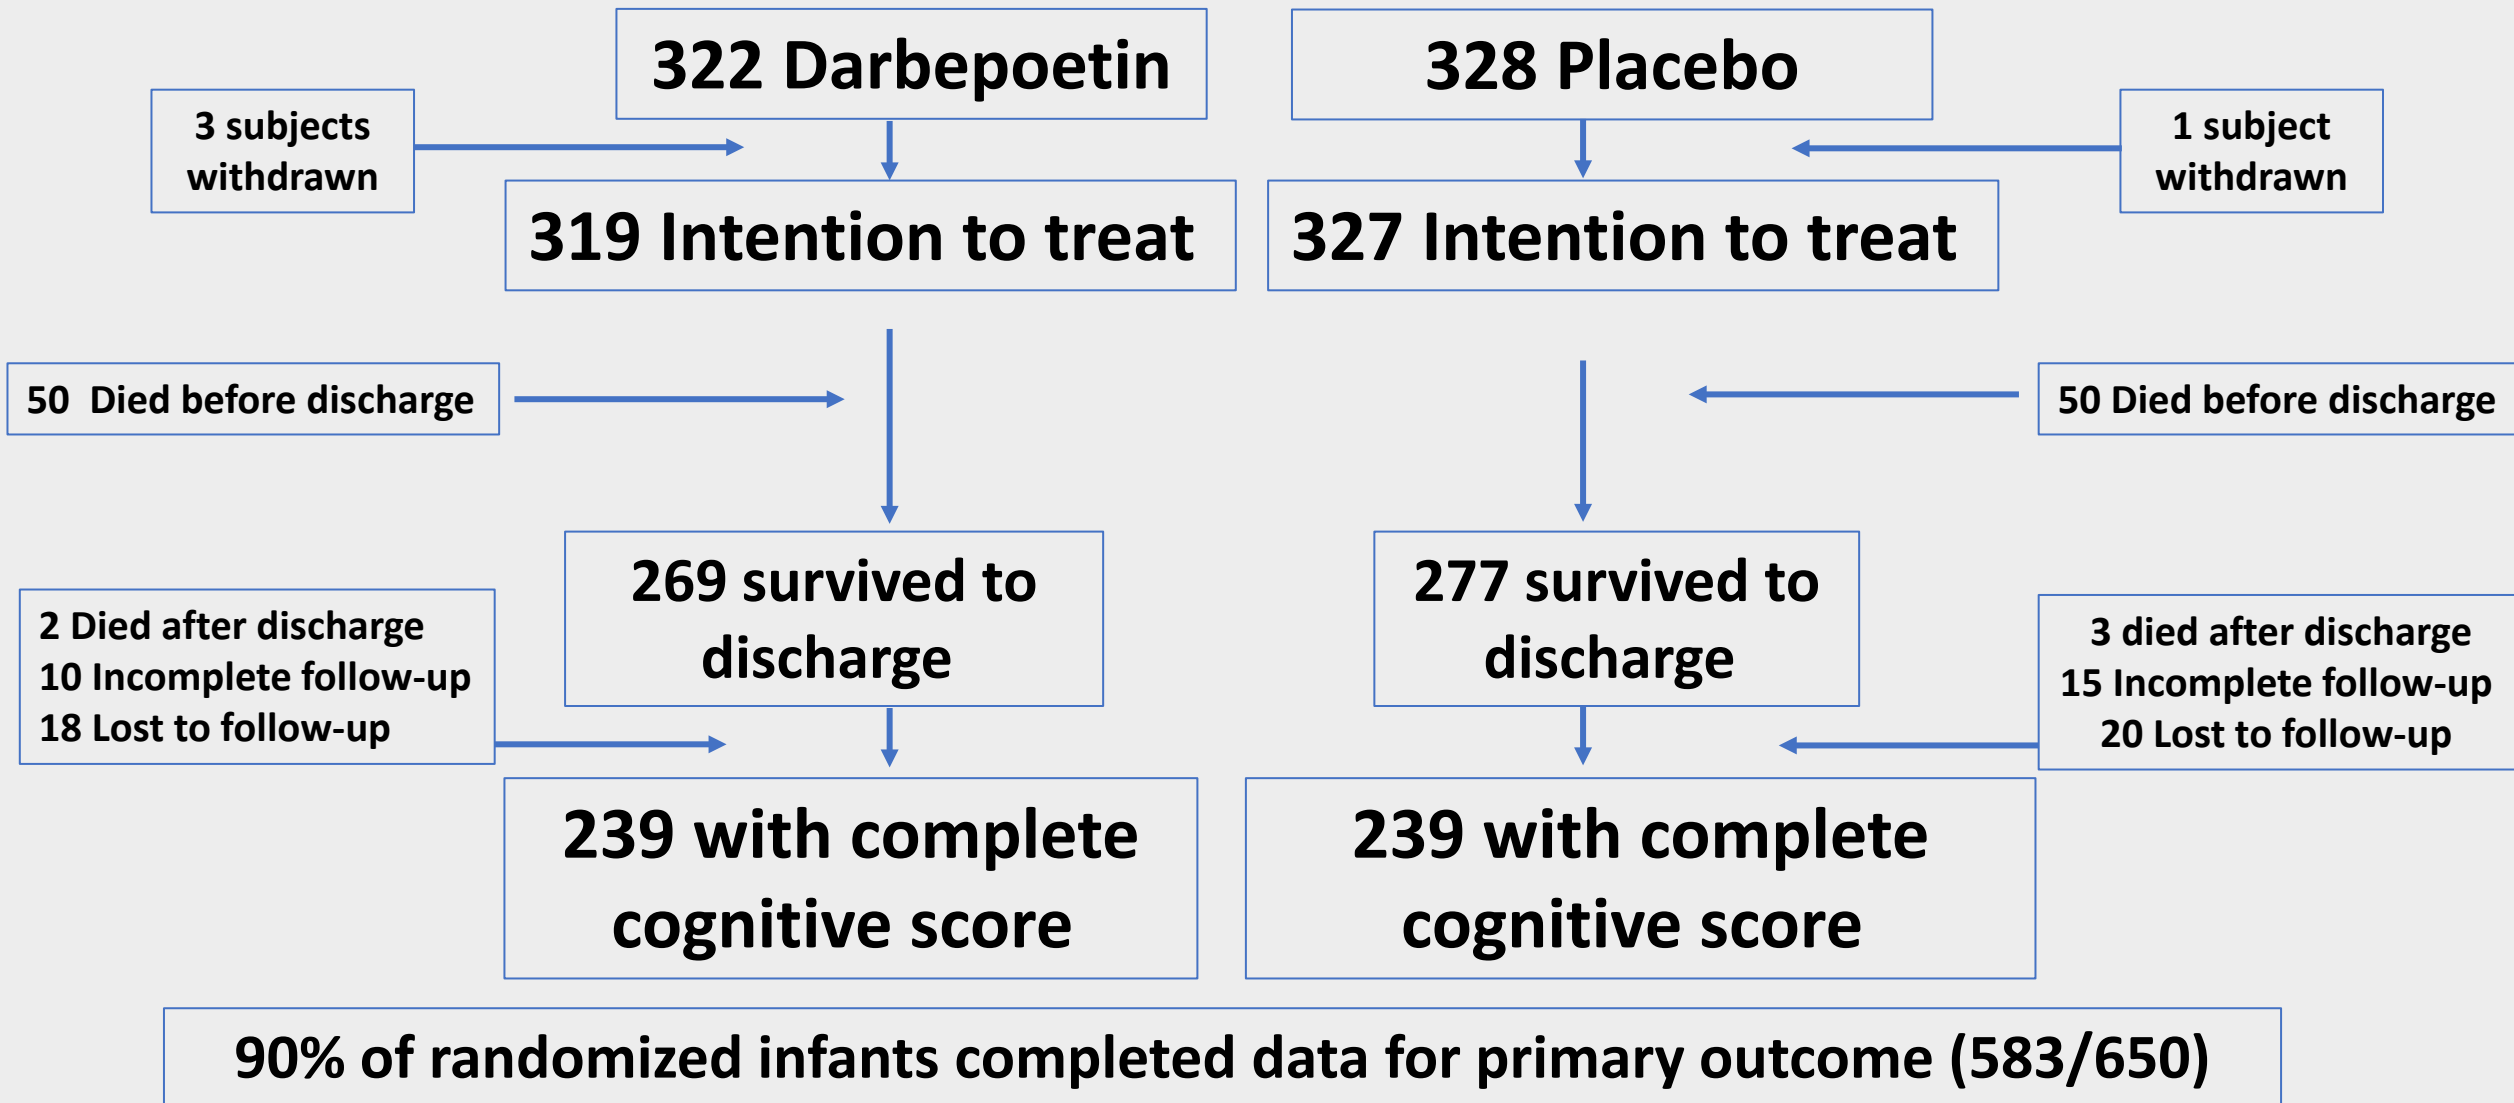 322 Darbepoetin
328 Placebo
3 subjects
withdrawn
1 subject
withdrawn
319 Intention to treat
327 Intention to treat
50  Died before discharge
50 Died before discharge
269 survived to
discharge
277 survived to
discharge
2 Died after discharge
10 Incomplete follow-up
18 Lost to follow-up
3 died after discharge
15 Incomplete follow-up
20 Lost to follow-up
239 with complete
cognitive score
239 with complete
cognitive score
90% of randomized infants completed data for primary outcome (583/650)